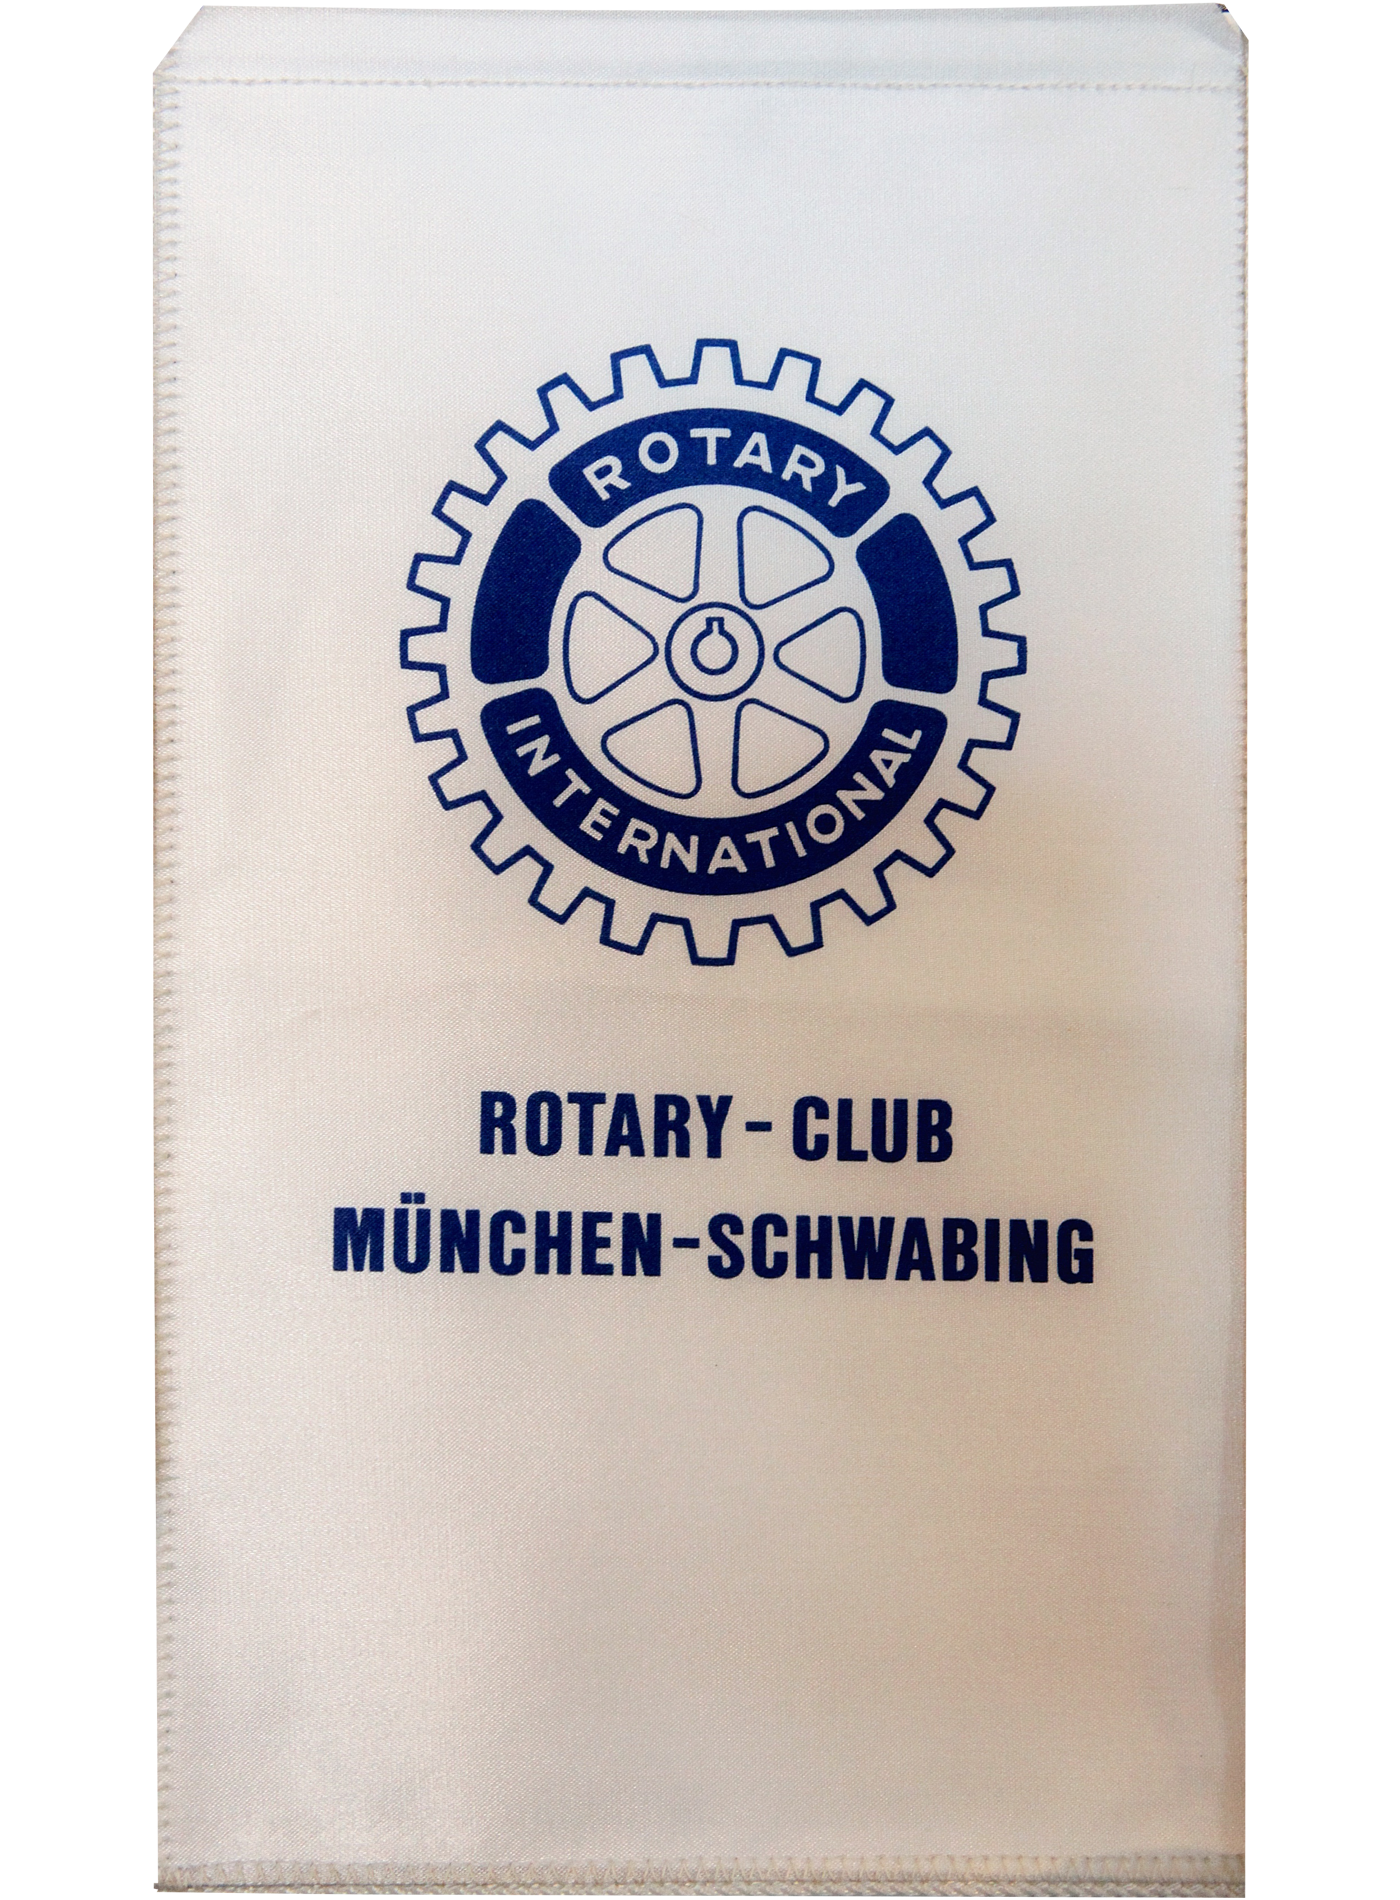 ROTARY
INTERNATIONAL
ROTARY-CLUB
MÜNCHEN-SCHWABING